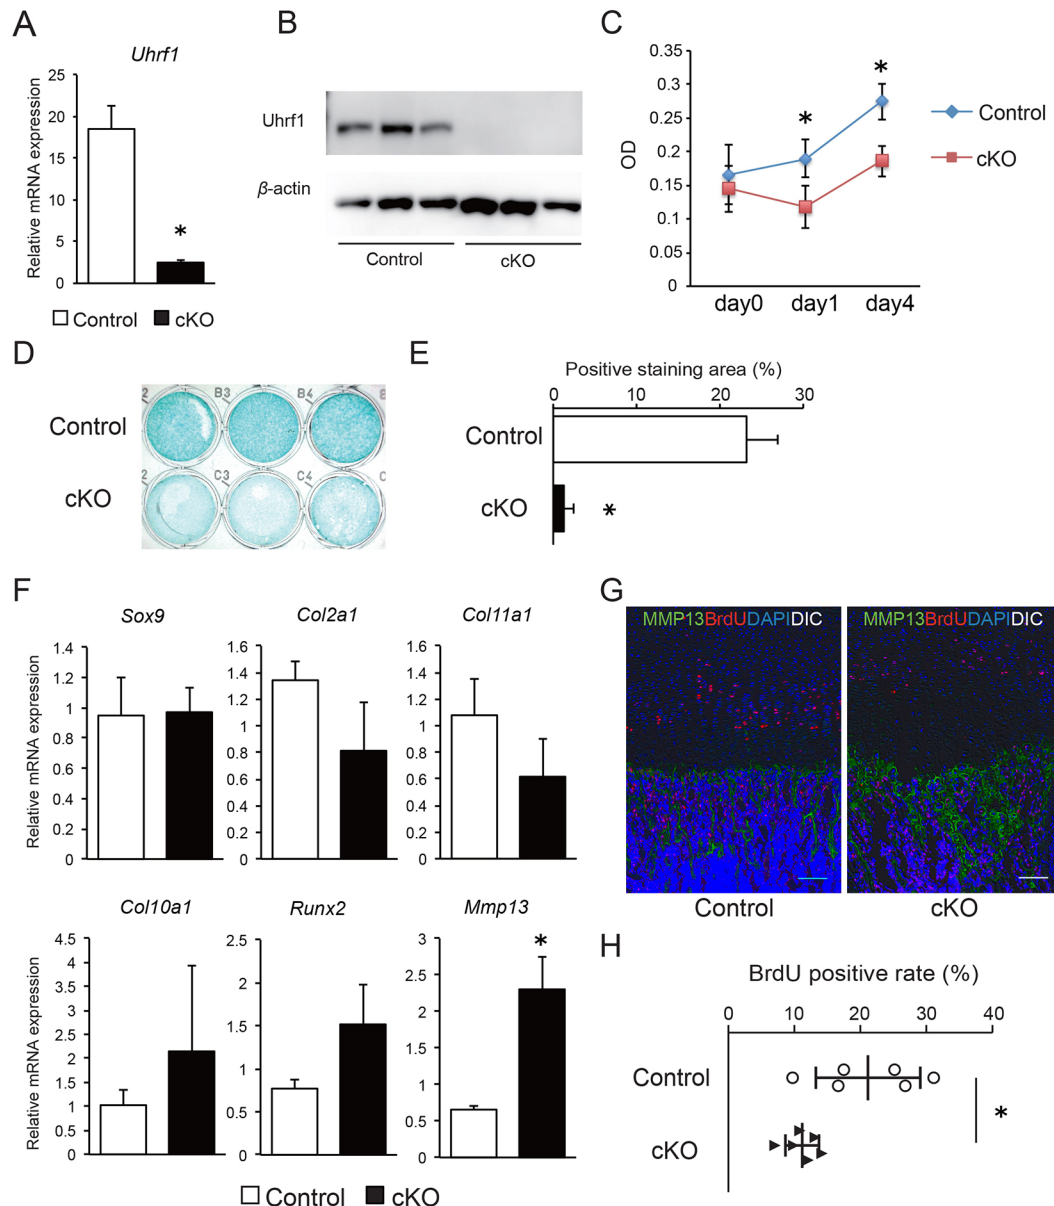 A
Uhrf1
Relative mRNA expression
25
20
15
10
5
0
*
Control cKO
B
Uhrf1
β-actin
Control cKO
C
0.35
0.3
0.25
0.2
0.15
0.1
0.05
0
OD
*
*
day0 day1 day4
Control
cKO
D
Control
cKO
B3 B4
C3 C4
E
Positive staining area (%)
0 10 20 30
Control
cKO
*
F
Sox9
Relative mRNA expression
1.4
1.2
1
0.8
0.6
0.4
0.2
0
Col2a1
1.6
1.4
1.2
1
0.8
0.6
0.4
0.2
0
Col11a1
1.6
1.4
1.2
1
0.8
0.6
0.4
0.2
0
Col10a1
Relative mRNA expression
4.5
4
3.5
3
2.5
2
1.5
1
0.5
0
Runx2
2.5
2
1.5
1
0.5
0
Mmp13
3
2.5
2
1.5
1
0.5
0
*
Control cKO
G
MMP13BrdUDAPIDIC
MMP13BrdUDAPIDIC
Control
cKO
H
BrdU positive rate (%)
0 10 20 30 40
Control
cKO
*